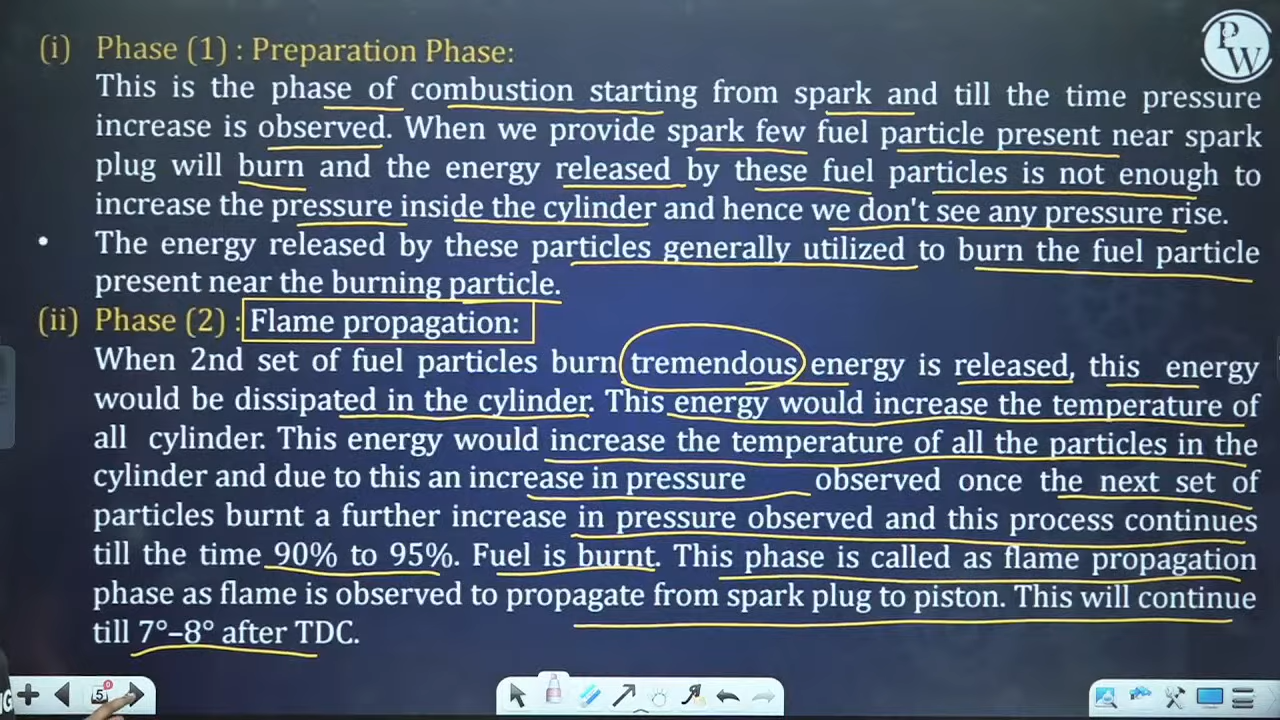 PW
(i) Phase (1) : Preparation Phase:
This is the phase of combustion starting from spark and till the time pressure
increase is observed. When we provide spark few fuel particle present near spark
plug will burn and the energy released by these fuel particles is not enough to
increase the pressure inside the cylinder and hence we don't see any pressure rise.
• The energy released by these particles generally utilized to burn the fuel particle
present near the burning particle.
(ii) Phase (2) : Flame propagation:
When 2nd set of fuel particles burn tremendous energy is released, this energy
would be dissipated in the cylinder. This energy would increase the temperature of
all cylinder. This energy would increase the temperature of all the particles in the
cylinder and due to this an increase in pressure observed once the next set of
particles burnt a further increase in pressure observed and this process continues
till the time 90% to 95%. Fuel is burnt. This phase is called as flame propagation
phase as flame is observed to propagate from spark plug to piston. This will continue
till 7°–8° after TDC.
5